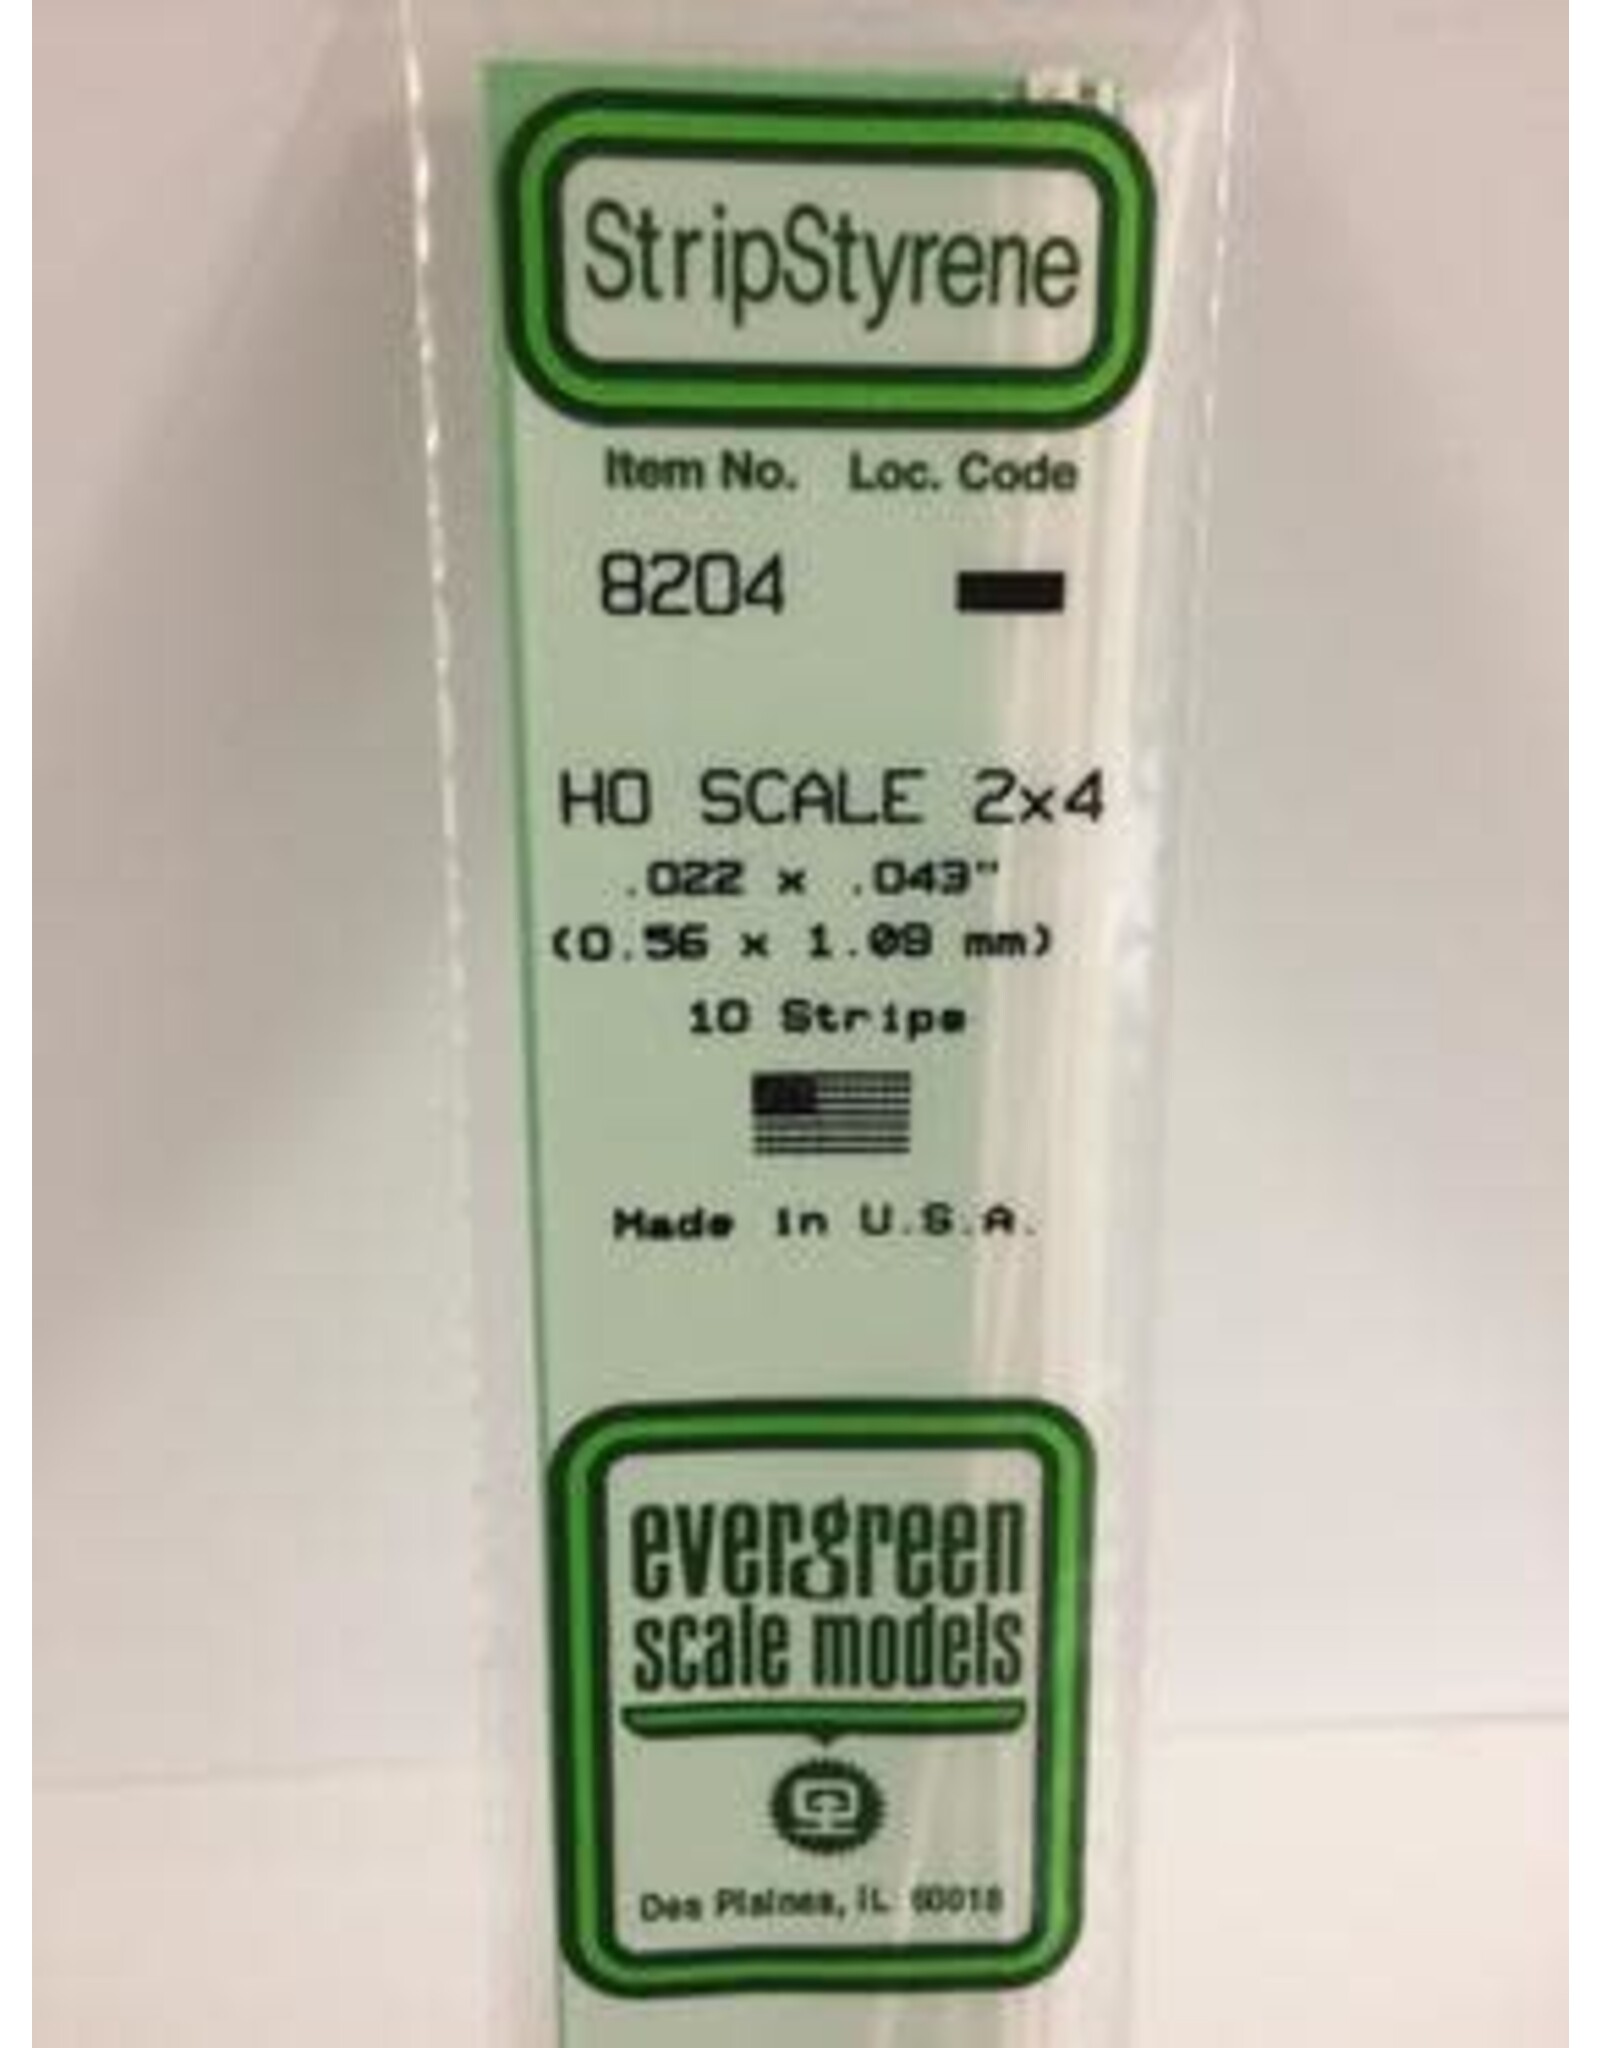 StripStyrene
Item No. Loc. Code
8204
HO SCALE 2x4
.022 x .043"
(0.56 x 1.09 mm)
10 Strips
Made in U.S.A.
evergreen
scale models
Des Plaines, IL 60018